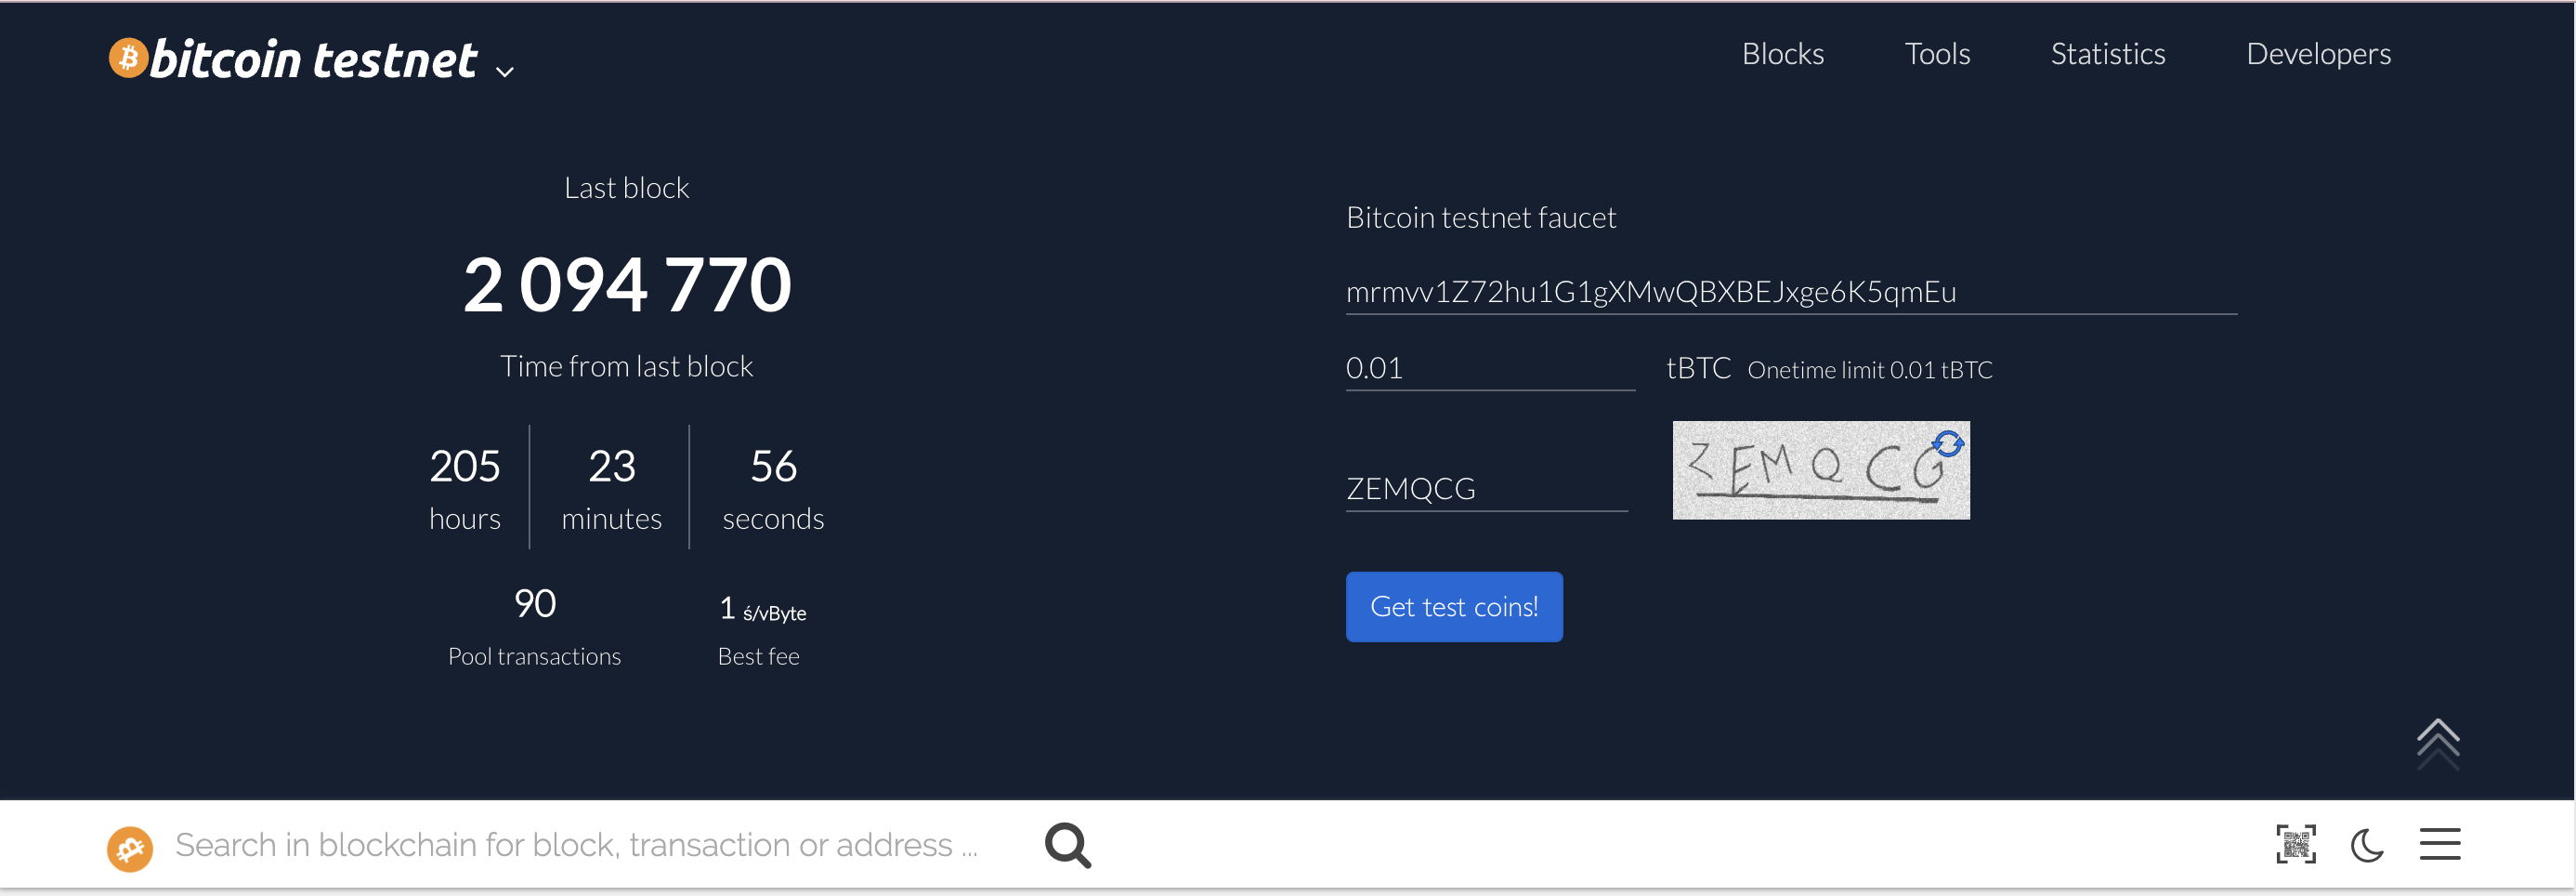 bitcoin testnet
Blocks Tools Statistics Developers
Last block
2 094 770
Time from last block
205 23 56
hours minutes seconds
90 1 ś/vByte
Pool transactions Best fee
Bitcoin testnet faucet
mrmvv1Z72hu1G1gXMwQBXBEJxge6K5qmEu
0.01 tBTC Onetime limit 0.01 tBTC
ZEMQCG ZEMQCG
Get test coins!
Search in blockchain for block, transaction or address ...